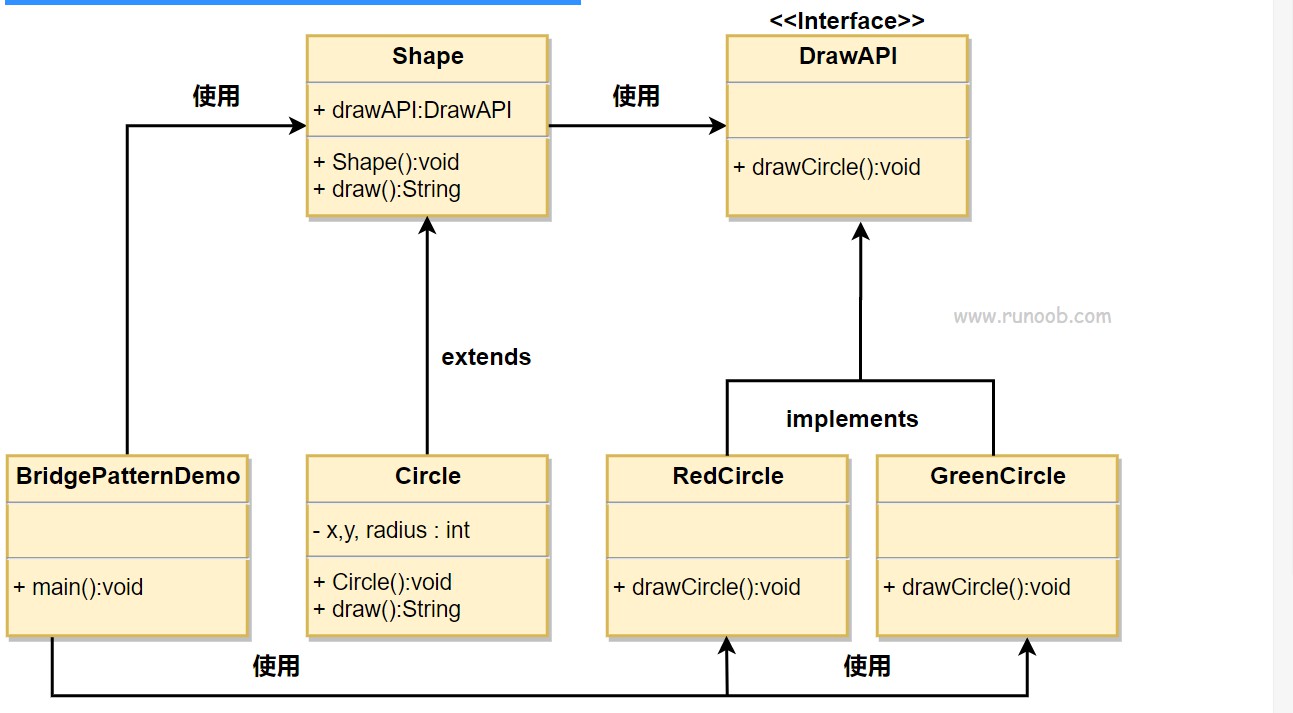 <<Interface>>
Shape
DrawAPI
使用
+ drawAPI:DrawAPI
使用
+ Shape():void
+ draw():String
+ drawCircle():void
www.runoob.com
extends
implements
BridgePatternDemo
Circle
RedCircle
GreenCircle
- x,y, radius : int
+ main():void
+ Circle():void
+ draw():String
+ drawCircle():void
+ drawCircle():void
使用
使用